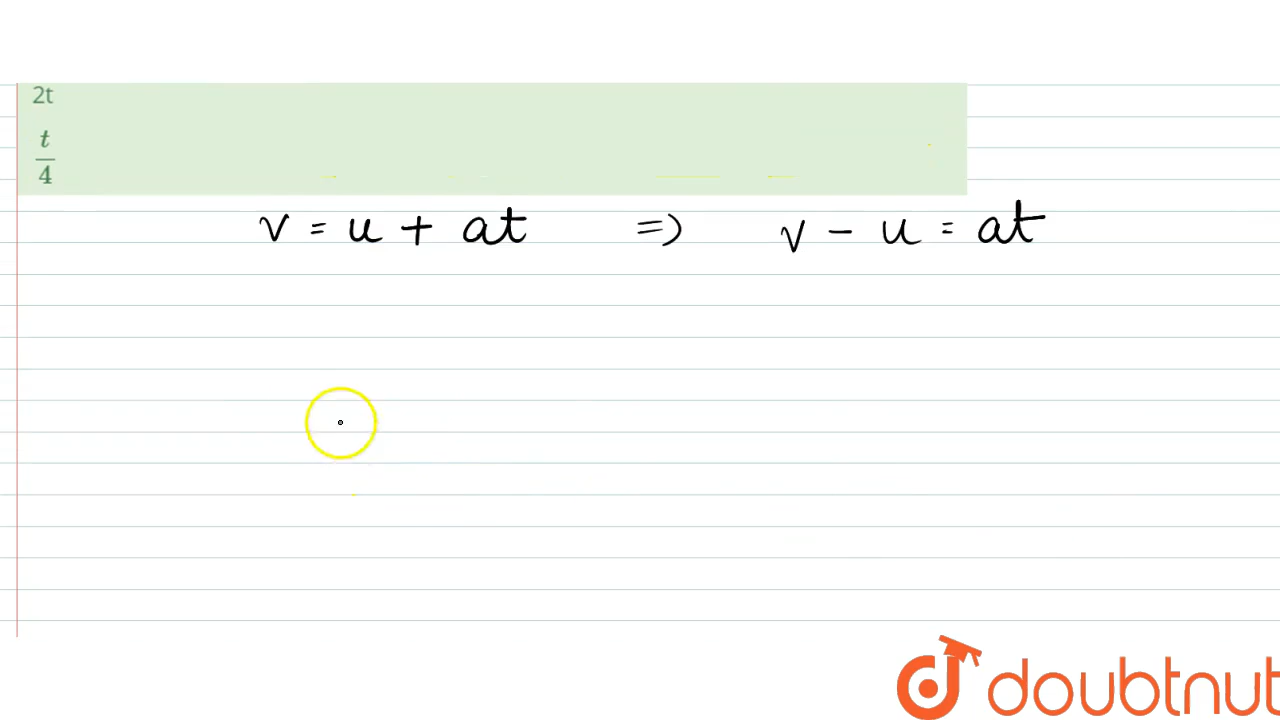 2t
t/4
v = u + at ⇒ v - u = at
doubtnut